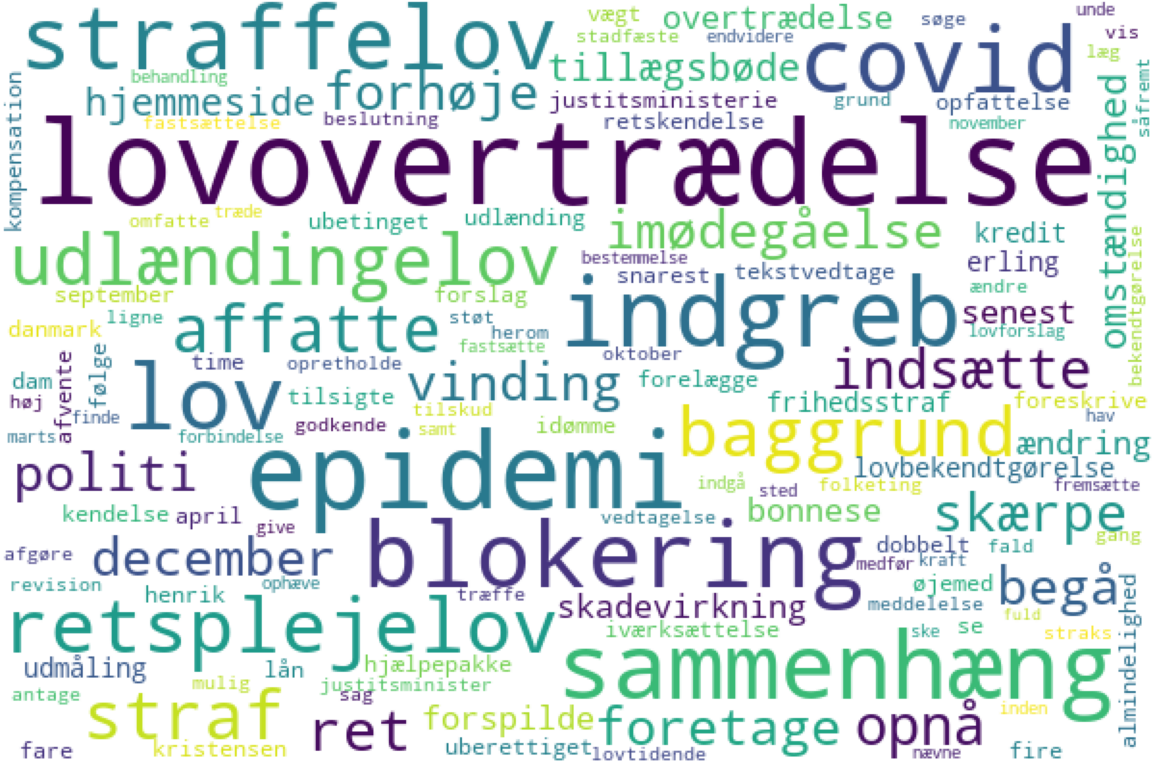 straffelov
vægt
overtrædelse
søge
unde
vis
stadfæste
endvidere
covid
læg
behandling
tillægsbøde
hjemmeside
forhøje
justitsministerie
grund
opfattelse
såfremt
kompensation
fastsættelse
beslutning
retskendelse
november
omstændighed
lovovertrædelse
omfatte
træde
ubetinget
udlænding
imødegåelse
kredit
udlændingelov
bestemmelse
erling
snarest
tekstvedtage
bekendtgørelse
september
forslag
indgreb
ændre
danmark
ligne
affatte
støt
senest
herom
lovforslag
fastsætte
time
opretholde
oktober
indsætte
dam
afvente
følge
lov
vinding
forelægge
høj
tilsigte
frihedsstraf
foreskrive
finde
tilskud
hav
marts
forbindelse
godkende
samt
idømme
baggrund
ændring
politi
epidemi
lovbekendtgørelse
indgå
sted
folketing
fremsætte
kendelse
april
give
vedtagelse
bonnese
skærpe
gang
afgøre
december
blokering
dobbelt
fald
medfør
kraft
revision
ophæve
øjemed
begå
henrik
træffe
skadevirkning
meddelelse
fuld
retsplejelov
iværksættelse
ske
se
straks
almindelighed
udmåling
lån
hjælpepakke
sammenhæng
antage
mulig
justitsminister
straf
sag
inden
ret
forspilde
foretage
opnå
fare
kristensen
uberettiget
lovtidende
nævne
fire